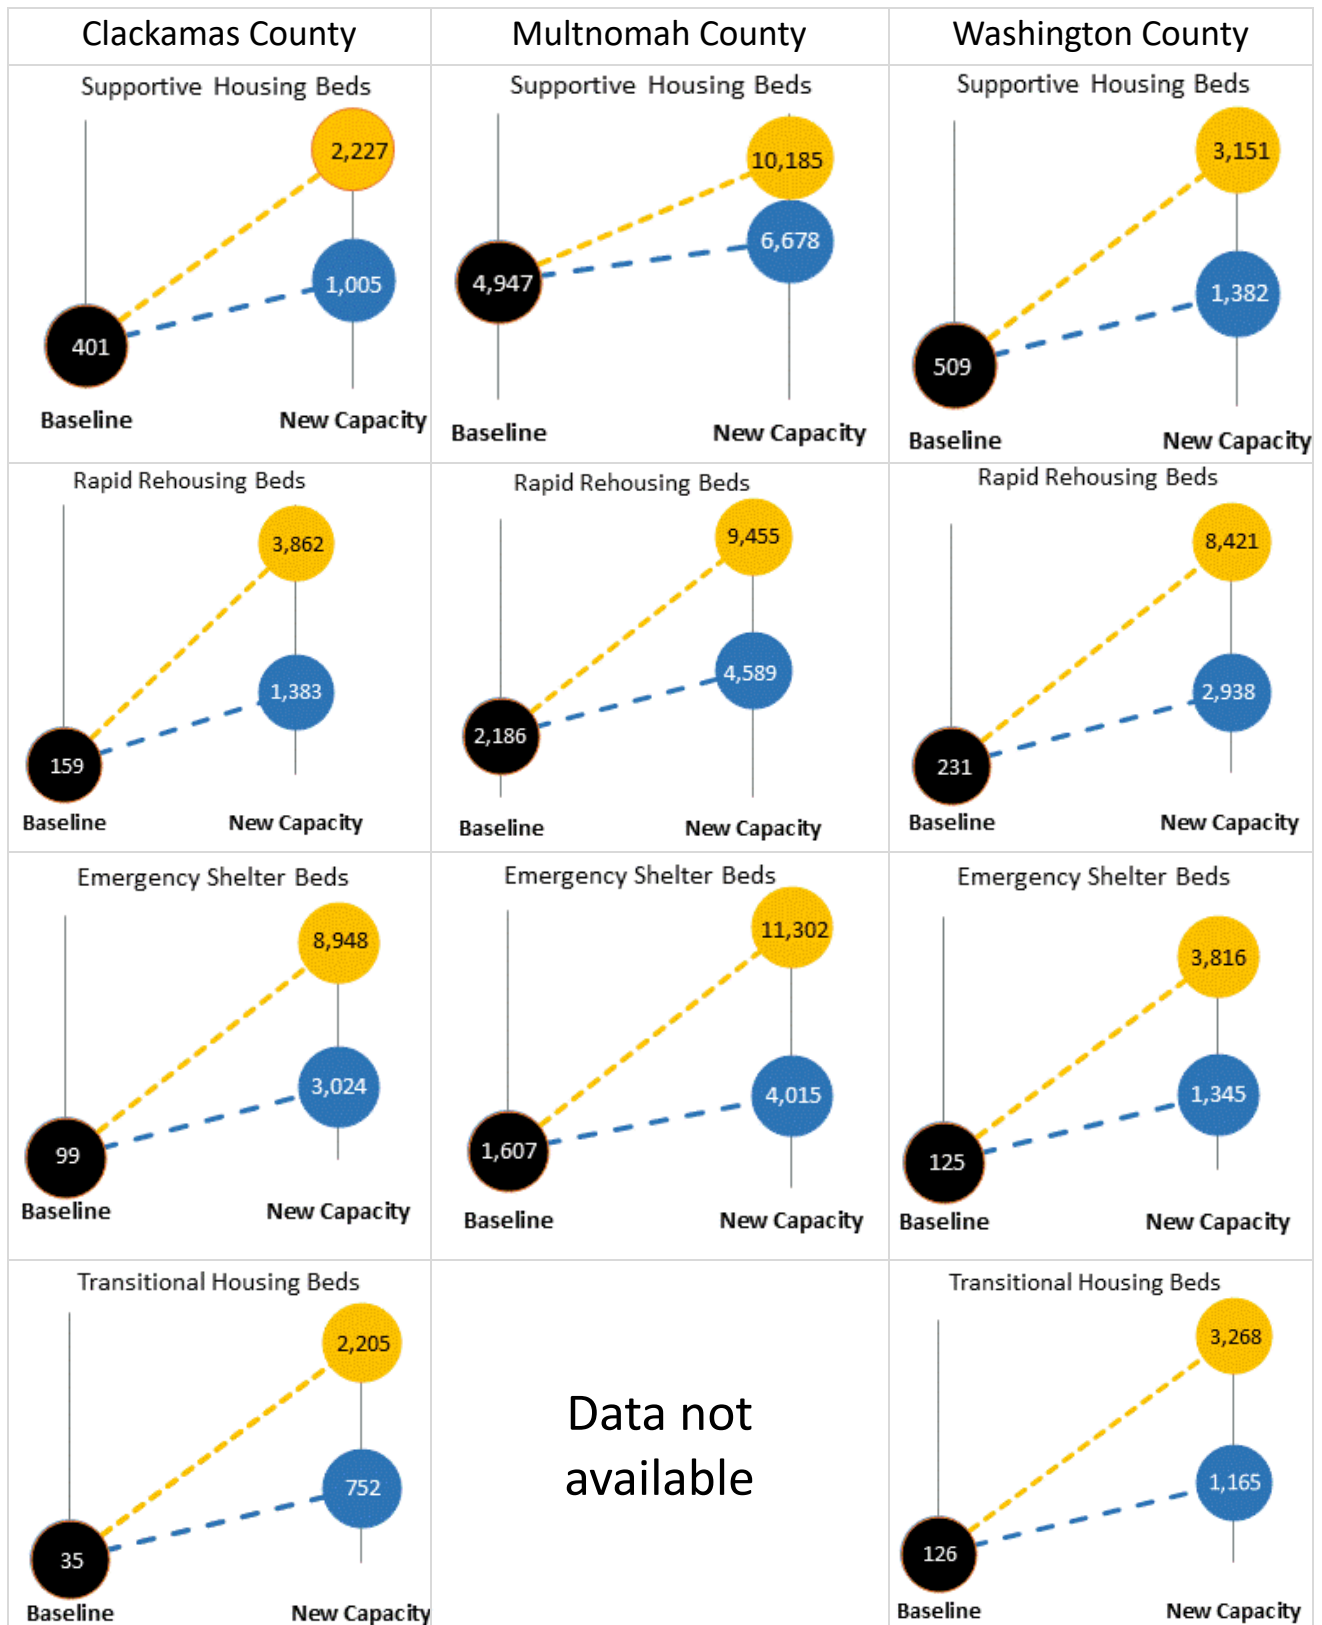 Clackamas County
Multnomah County
Washington County
Supportive Housing Beds
2,227
1,005
401
Baseline
New Capacity
Supportive Housing Beds
10,185
6,678
4,947
Baseline
New Capacity
Supportive Housing Beds
3,151
1,382
509
Baseline
New Capacity
Rapid Rehousing Beds
3,862
1,383
159
Baseline
New Capacity
Rapid Rehousing Beds
9,455
4,589
2,186
Baseline
New Capacity
Rapid Rehousing Beds
8,421
2,938
231
Baseline
New Capacity
Emergency Shelter Beds
8,948
3,024
99
Baseline
New Capacity
Emergency Shelter Beds
11,302
4,015
1,607
Baseline
New Capacity
Emergency Shelter Beds
3,816
1,345
125
Baseline
New Capacity
Transitional Housing Beds
2,205
752
35
Baseline
New Capacity
Data not
available
Transitional Housing Beds
3,268
1,165
126
Baseline
New Capacity